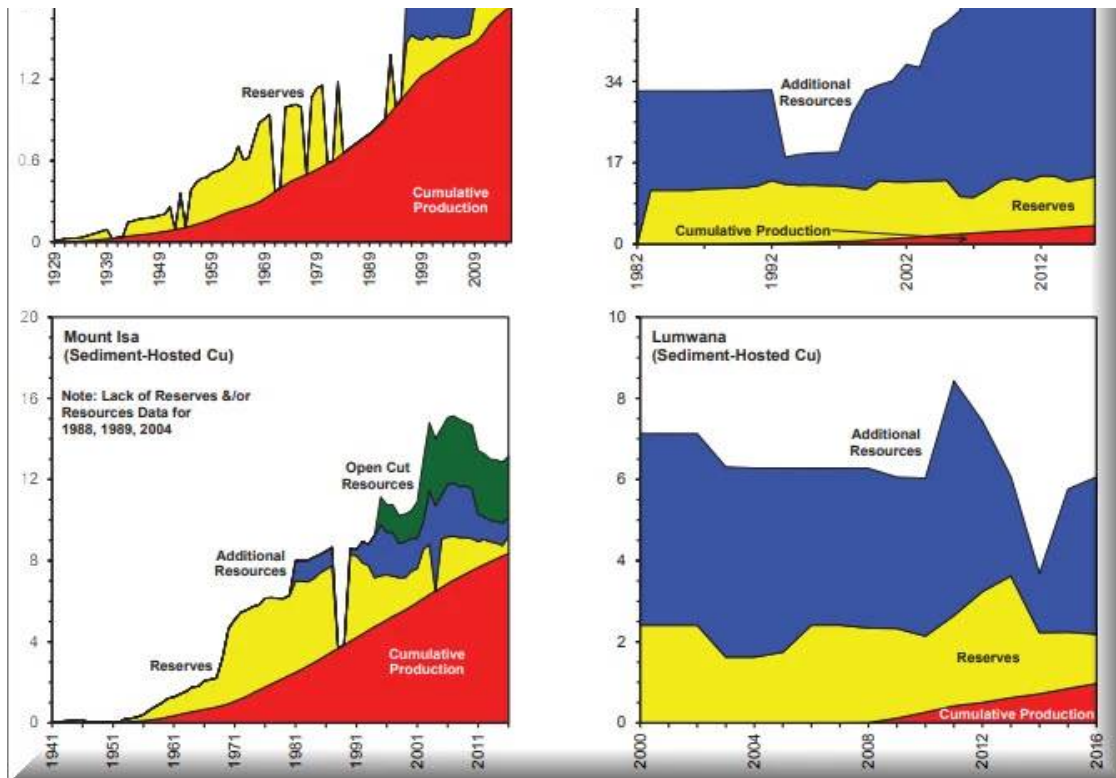 1.2
Reserves
0.6
Cumulative
Production
0
1929
1939
1949
1959
1969
1979
1989
1999
2009
34
Additional
Resources
17
Reserves
Cumulative Production
0
1982
1992
2002
2012
20
Mount Isa
(Sediment-Hosted Cu)
16
Note: Lack of Reserves &/or
Resources Data for
1988, 1989, 2004
12
Open Cut
Resources
8
Additional
Resources
4
Reserves
Cumulative
Production
0
1941
1951
1961
1971
1981
1991
2001
2011
10
Lumwana
(Sediment-Hosted Cu)
8
Additional
Resources
6
4
2
Reserves
0
Cumulative Production
2000
2004
2008
2012
2016